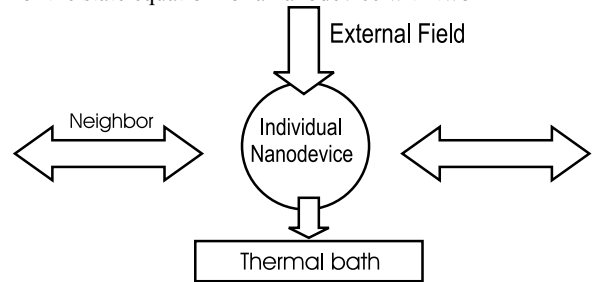 External Field
Neighbor
Individual
Nanodevice
Thermal bath